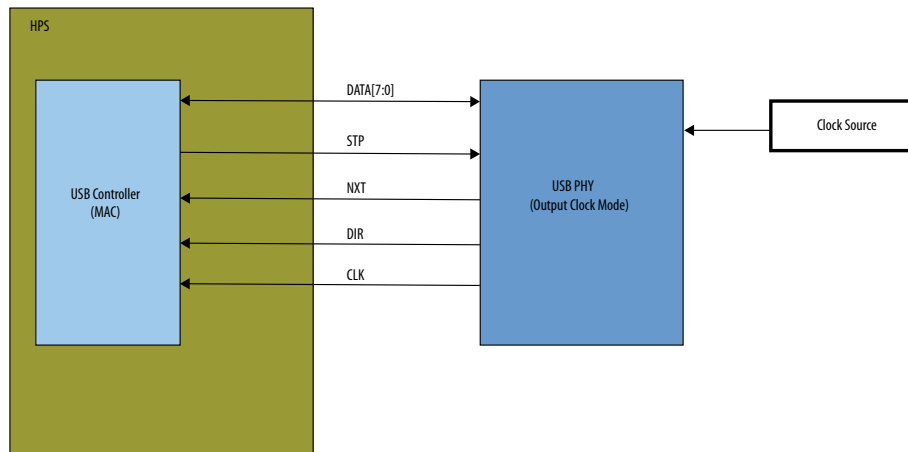 HPS
DATA[7:0]
STP
NXT
DIR
CLK
USB Controller
(MAC)
USB PHY
(Output Clock Mode)
Clock Source